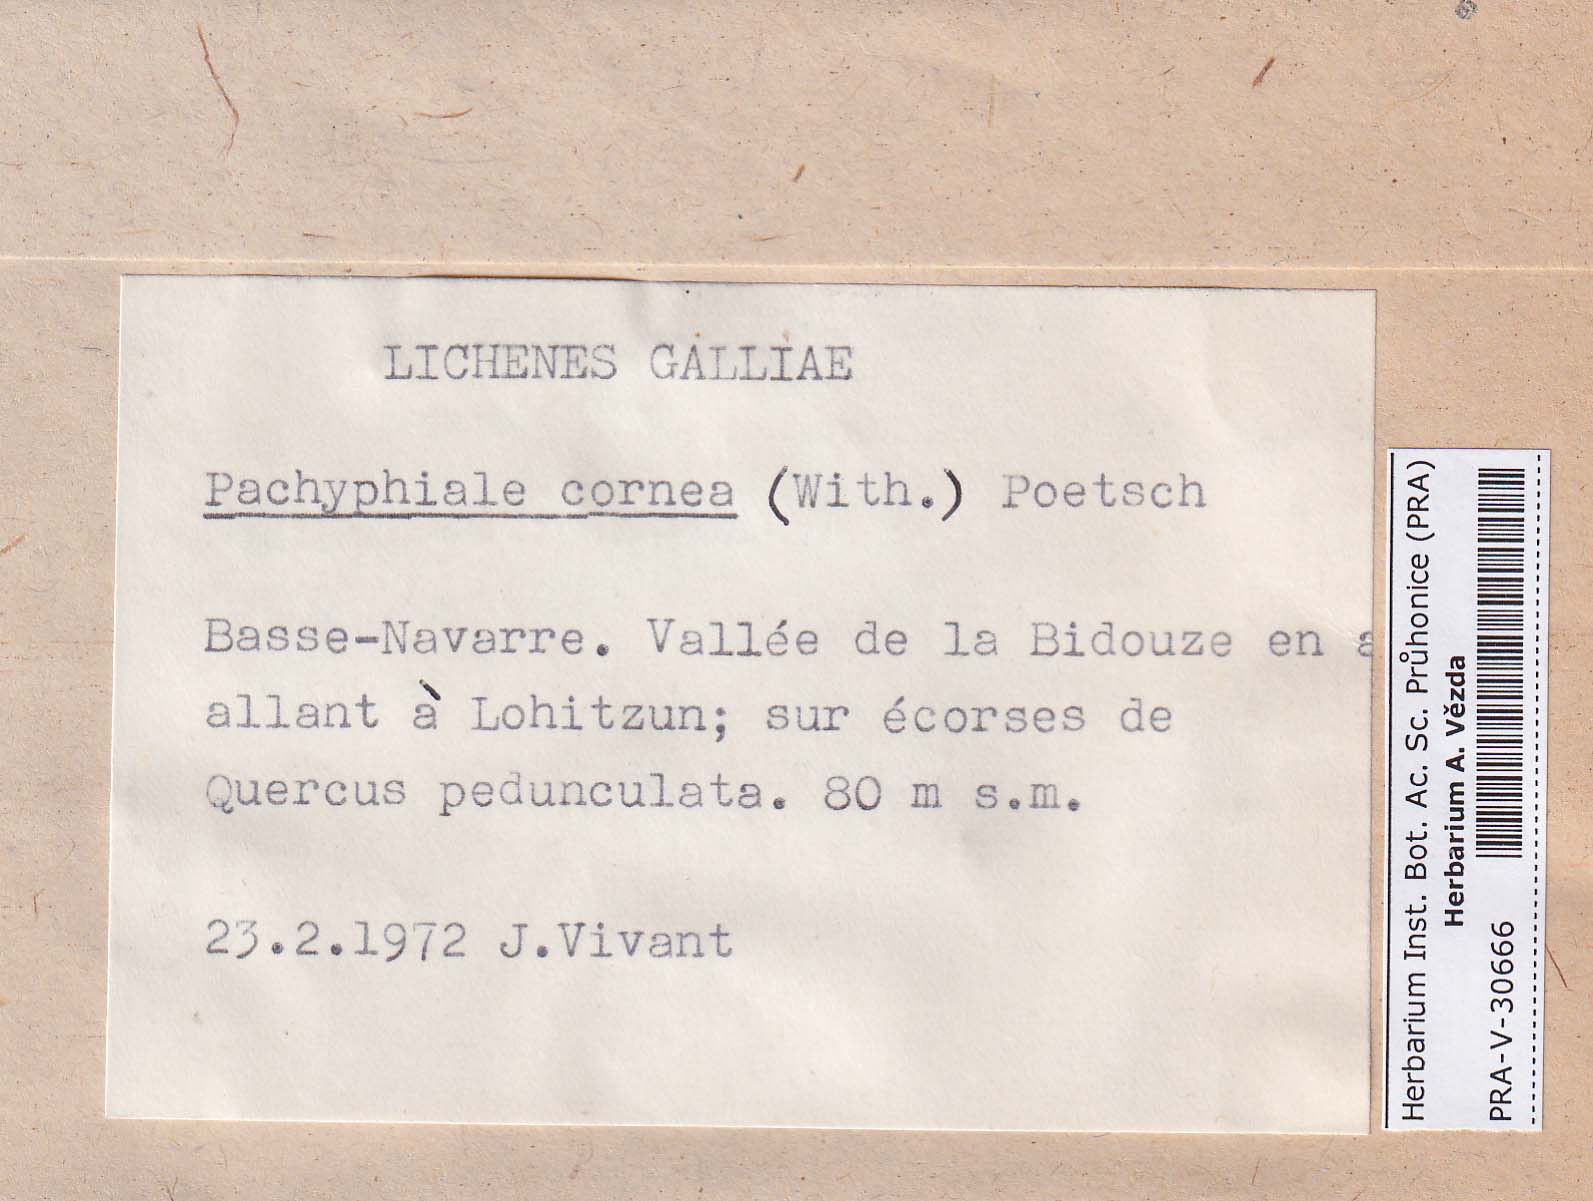 LICHENES GALLIAE
Pachyphiale cornea (With.) Poetsch
Basse-Navarre. Vallée de la Bidouze en a
allant à Lohitzun; sur écorses de
Quercus pedunculata. 80 m s.m.
23.2.1972 J.Vivant
Herbarium Inst. Bot. Ac. Sc. Průhonice (PRA)
Herbarium A. Vězda
PRA-V-30666